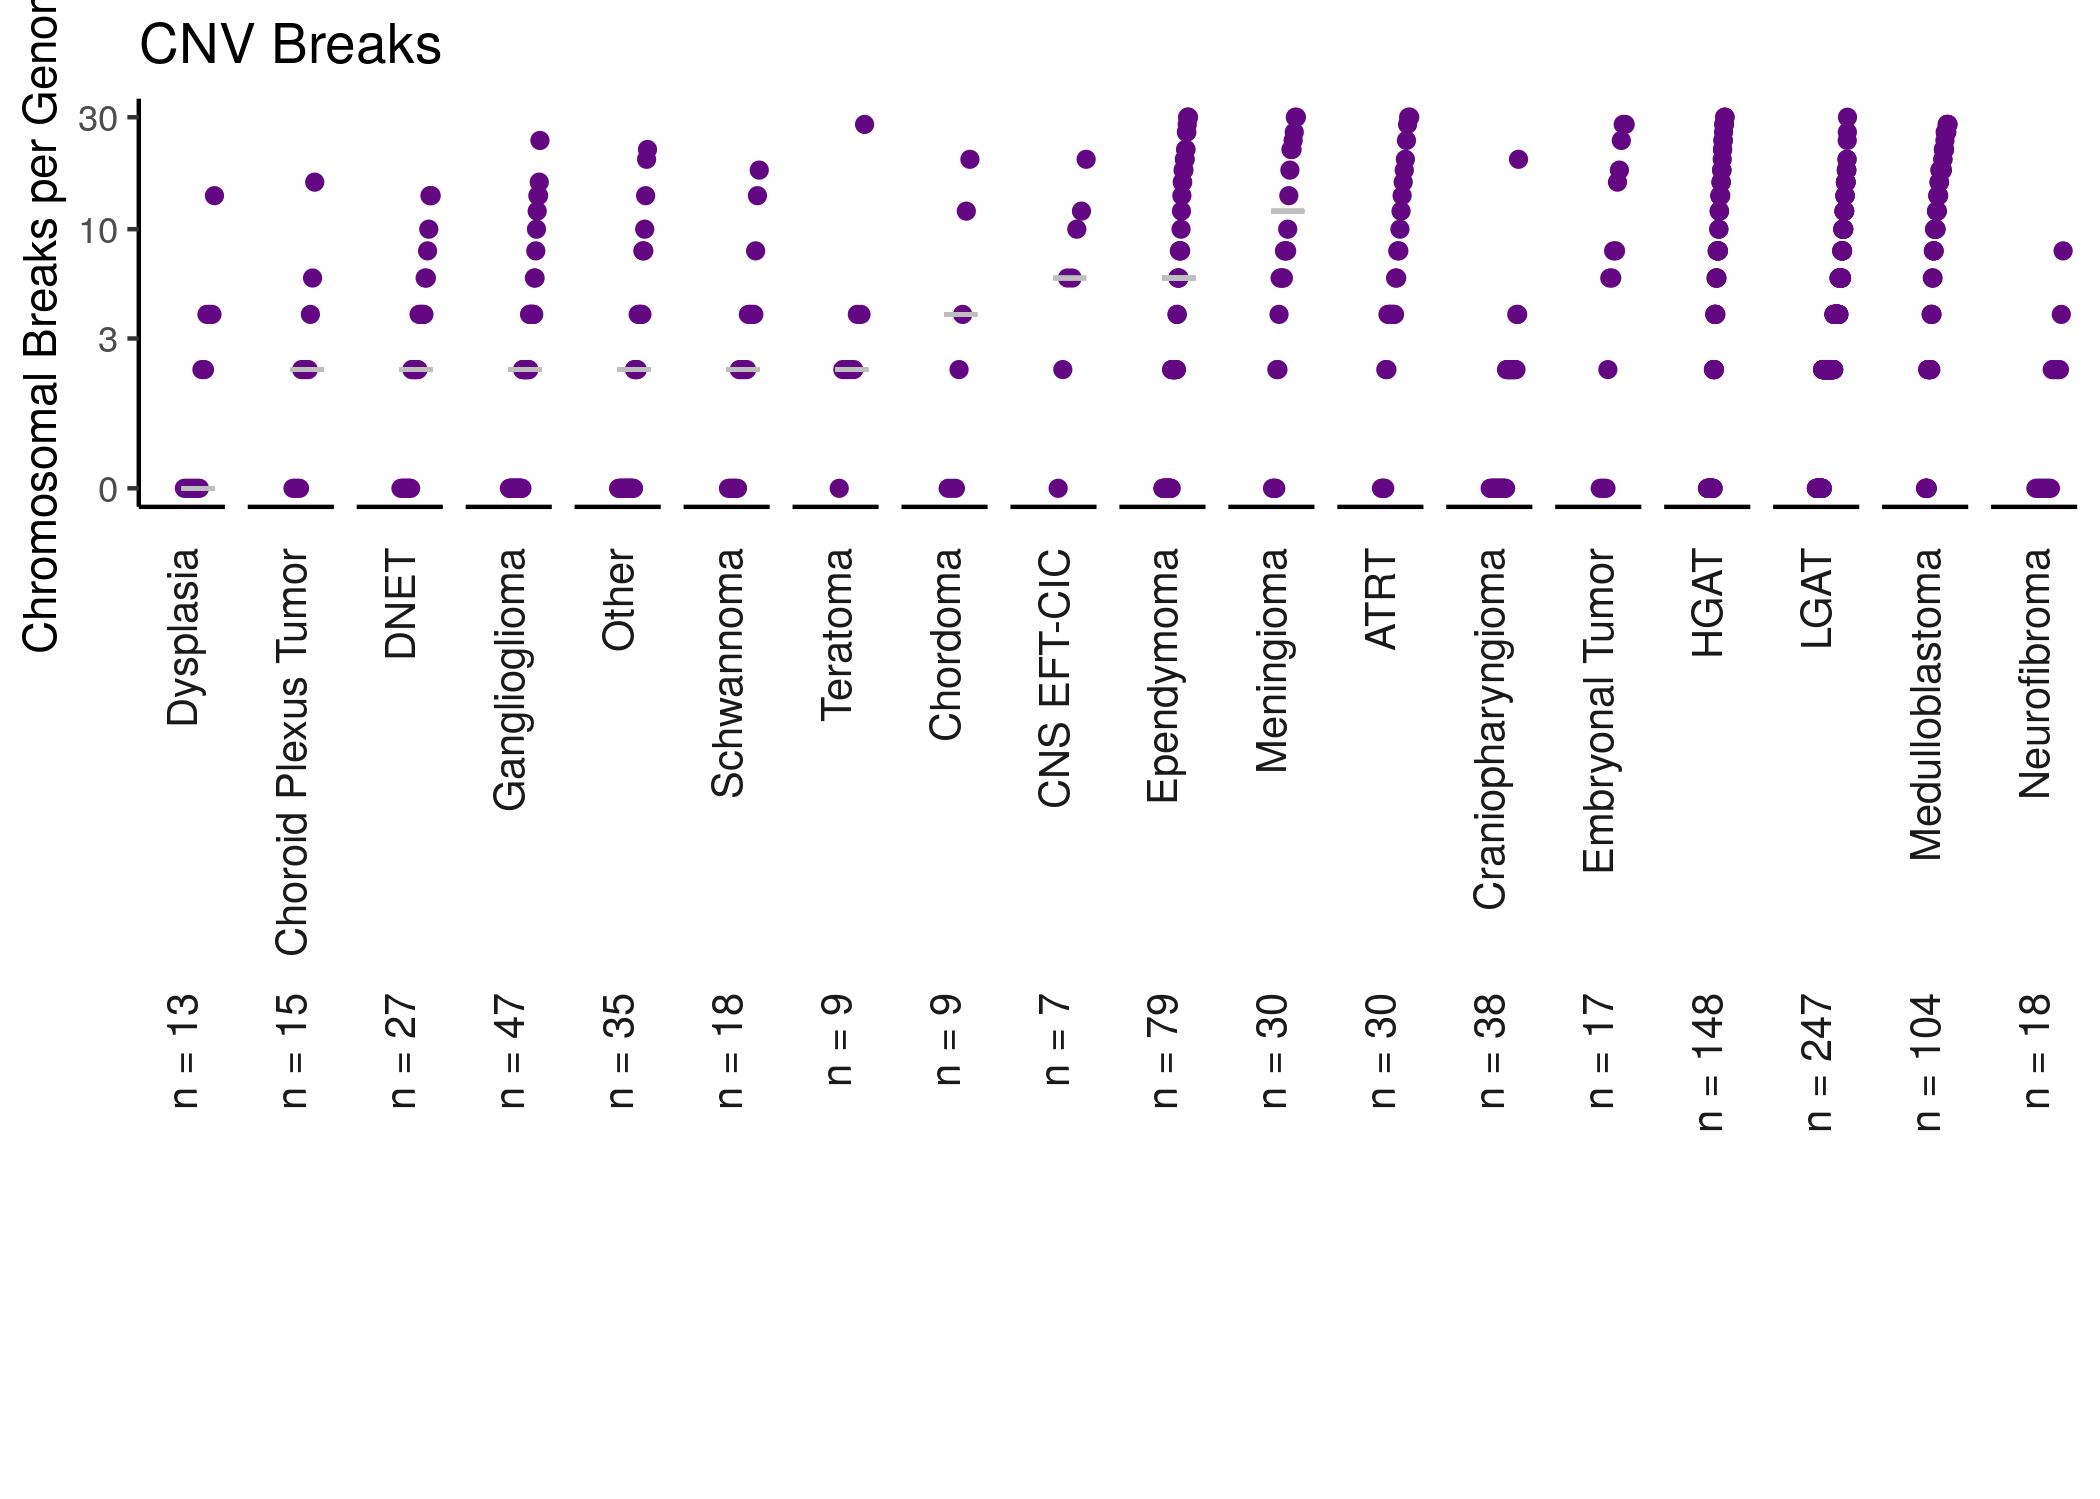 CNV Breaks
Chromosomal Breaks per
30
10
3
0
Dysplasia
Choroid Plexus Tumor
DNET
Ganglioglioma
Other
Schwannoma
Teratoma
Chordoma
CNS EFT-CIC
Ependymoma
Meningioma
ATRT
Craniopharyngioma
Embryonal Tumor
HGAT
LGAT
Medulloblastoma
Neurofibroma
n = 13
n = 15
n = 27
n = 47
n = 35
n = 18
n = 9
n = 9
n = 7
n = 79
n = 30
n = 30
n = 38
n = 17
n = 148
n = 247
n = 104
n = 18